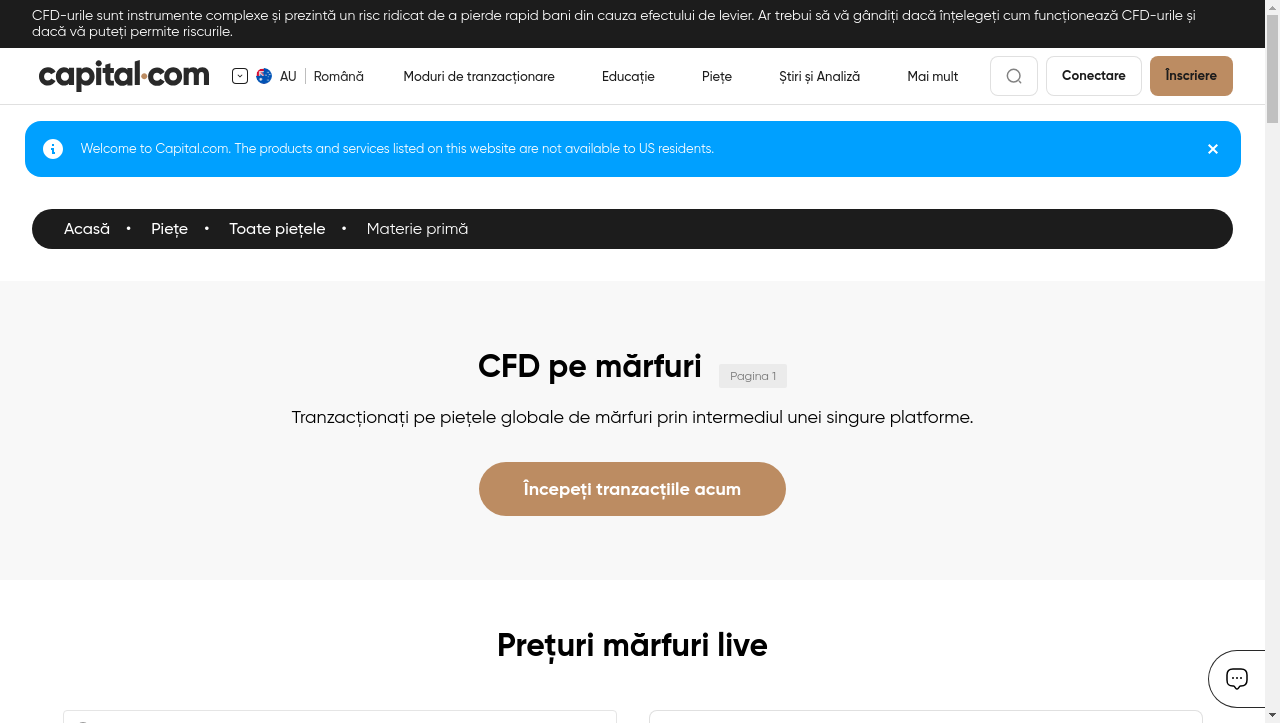 CFD-urile sunt instrumente complexe și prezintă un risc ridicat de a pierde rapid bani din cauza efectului de levier. Ar trebui să vă gândiți dacă înțelegeți cum funcționează CFD-urile și
dacă vă puteți permite riscurile.
capital.com
AU
Română
Moduri de tranzacționare
Educație
Piețe
Știri și Analiză
Mai mult
Conectare
Înscriere
Welcome to Capital.com. The products and services listed on this website are not available to US residents.
Acasă • Piețe • Toate piețele • Materie primă
CFD pe mărfuri
Pagina 1
Tranzacționați pe piețele globale de mărfuri prin intermediul unei singure platforme.
Începeți tranzacțiile acum
Prețuri mărfuri live